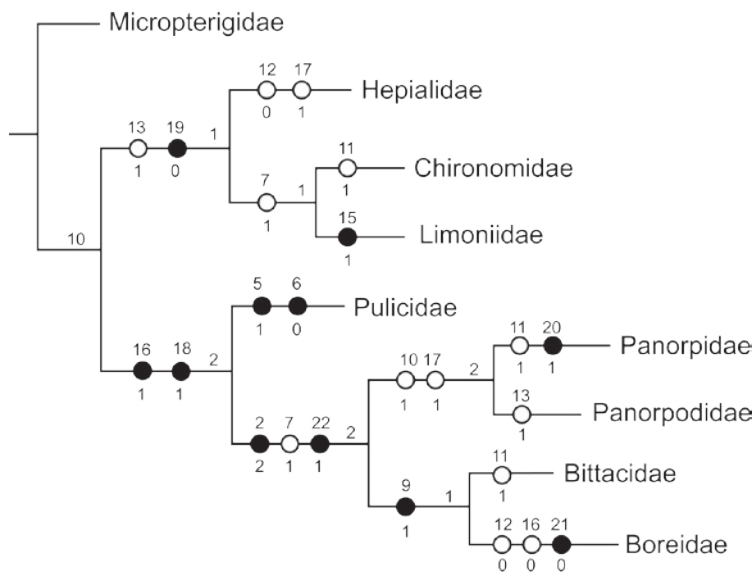 Micropterigidae
12 17
Hepialidae
0 1
13 19
1
1 0
11
Chironomidae
1
7
1
1
15
Limoniidae
1
10
5 6
Pulicidae
1 0
16 18
2
1 1
11 20
Panorpidae
1 1
10 17
2
1 1
13
Panorpodidae
1
2 7 22
2
2 1 1
11
Bittacidae
1
9
1
1
12 16 21
Boreidae
0 0 0